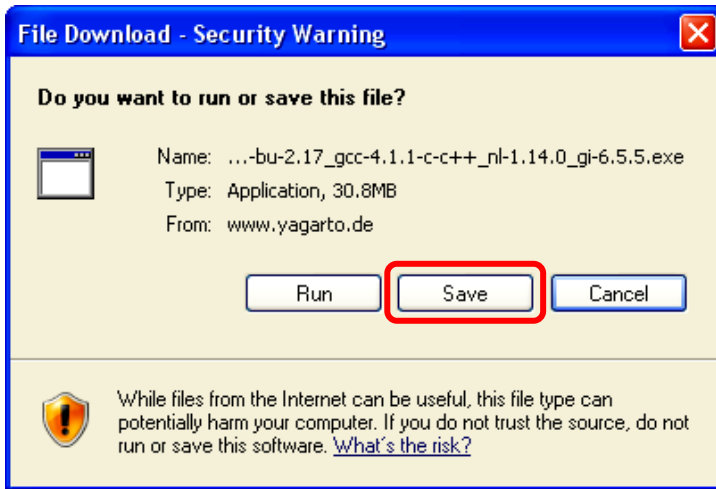 File Download - Security Warning
Do you want to run or save this file?
Name: ...-bu-2.17_gcc-4.1.1-c-c++_nl-1.14.0_gi-6.5.5.exe
Type: Application, 30.8MB
From: www.yagarto.de
Run Save Cancel
While files from the Internet can be useful, this file type can
potentially harm your computer. If you do not trust the source, do not
run or save this software. What´s the risk?